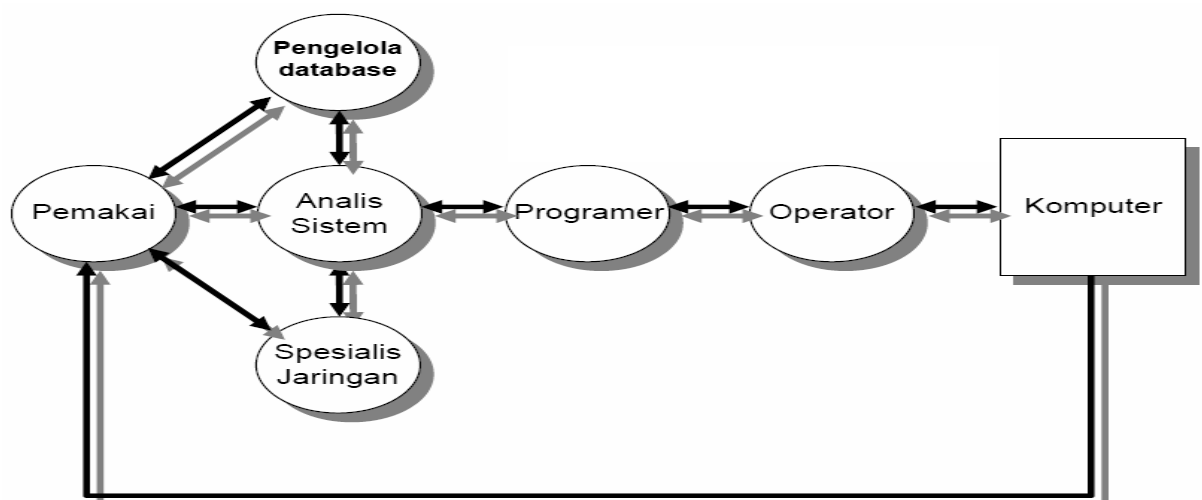 Pengelola
database
Pemakai
Analis
Sistem
Programer
Operator
Komputer
Spesialis
Jaringan